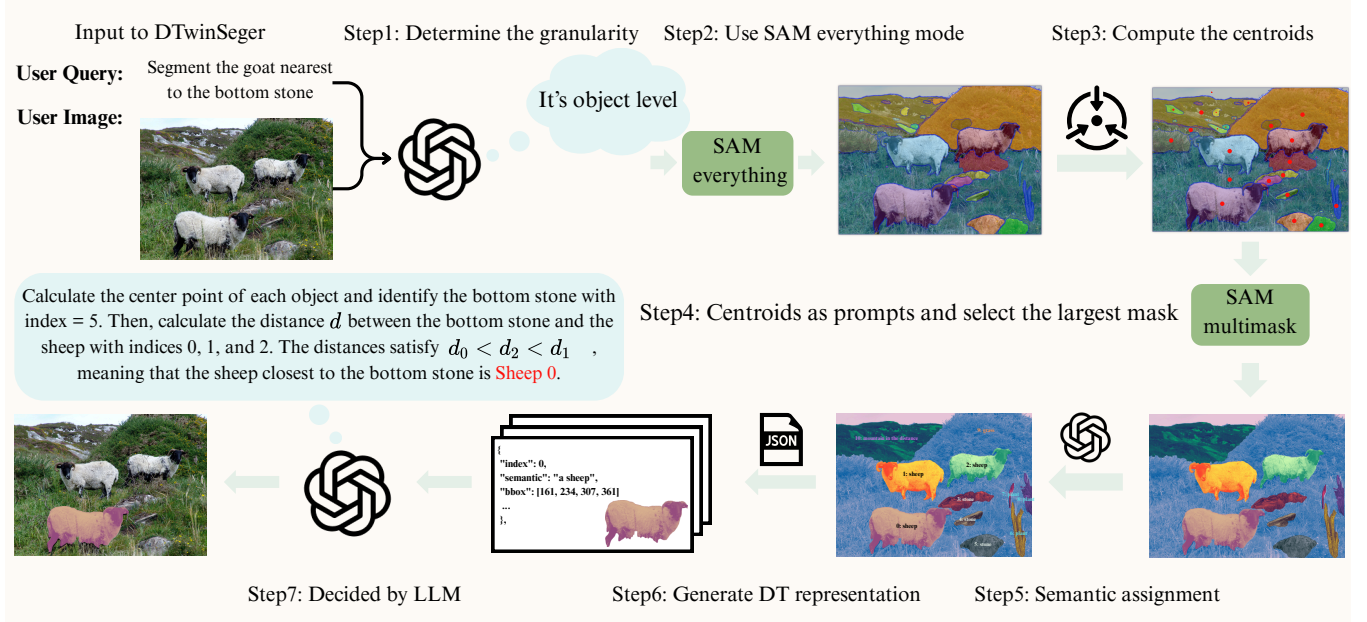 Input to DTwinSeger
Step1: Determine the granularity
Step2: Use SAM everything mode
Step3: Compute the centroids
User Query:
Segment the goat nearest
to the bottom stone
User Image:
It's object level
SAM
everything
Calculate the center point of each object and identify the bottom stone with
index = 5. Then, calculate the distance d between the bottom stone and the
sheep with indices 0, 1, and 2. The distances satisfy d₀ < d₂ < d₁ ,
meaning that the sheep closest to the bottom stone is Sheep 0.
Step4: Centroids as prompts and select the largest mask
SAM
multimask
{
"index": 0,
"semantic": "a sheep",
"bbox": [161, 234, 307, 361]
...
},
JSON
1: sheep
2: sheep
3: stone
0: sheep
5: stone
Step7: Decided by LLM
Step6: Generate DT representation
Step5: Semantic assignment